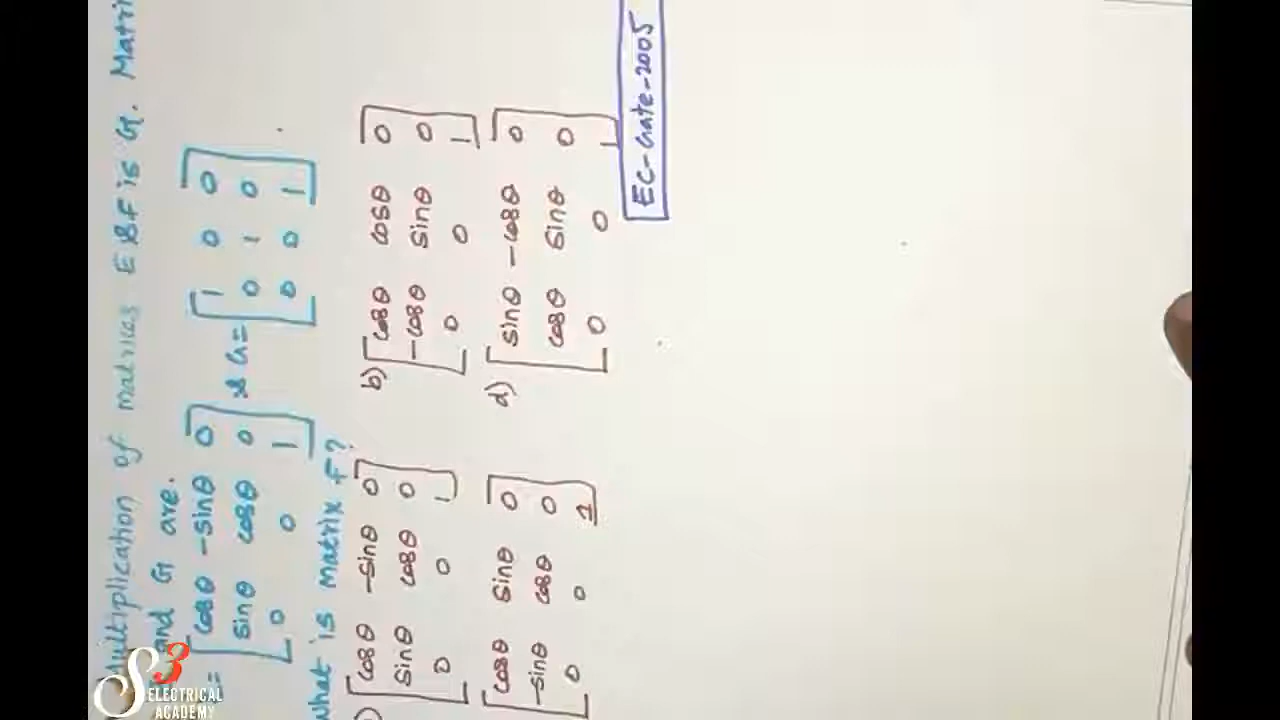 Multiplication of matrices E & F is G. Matri
and G are.
= [cosθ -sinθ 0
sinθ cosθ 0
0 0 1] & G = [1 0 0
0 1 0
0 0 1]
What is matrix F?
) [cosθ -sinθ 0
sinθ cosθ 0
0 0 1]
b) [cosθ cosθ 0
-cosθ sinθ 0
0 0 1]
[cosθ sinθ 0
-sinθ cosθ 0
0 0 1]
d) [sinθ -cosθ 0
cosθ sinθ 0
0 0 1]
EC-Gate-2005
S3
ELECTRICAL
ACADEMY